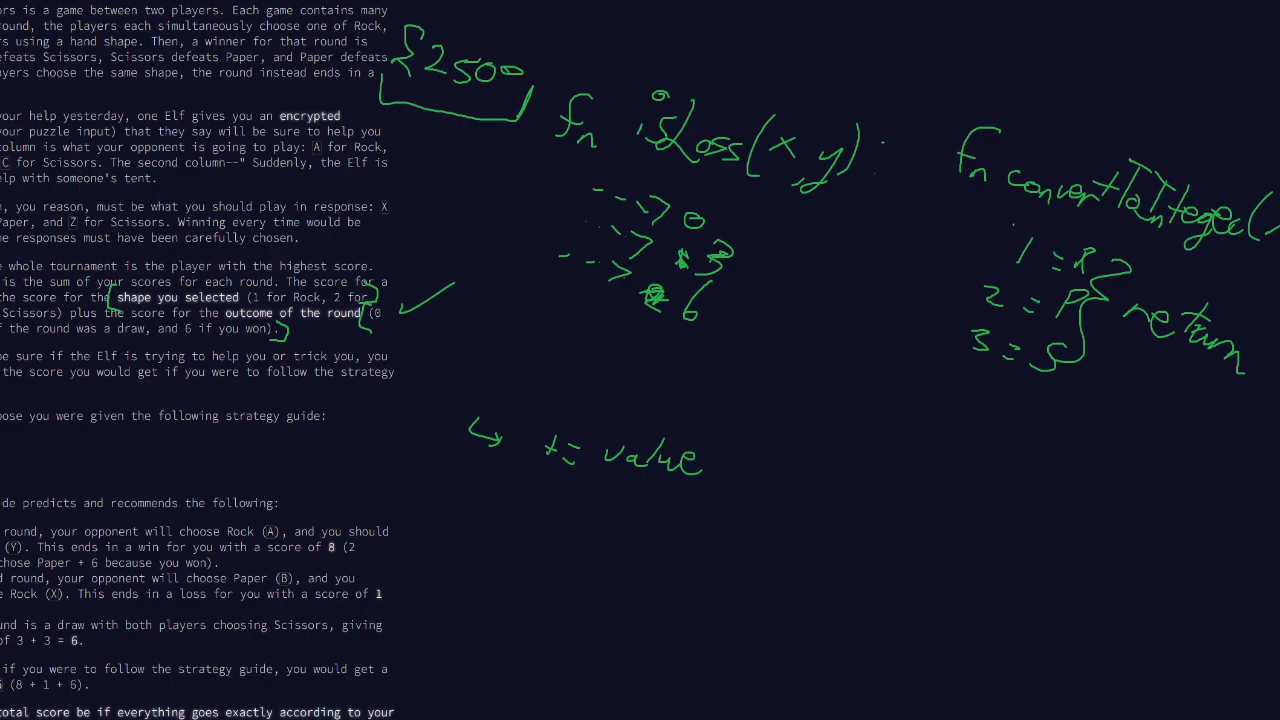 ors is a game between two players. Each game contains many
ound, the players each simultaneously choose one of Rock,
rs using a hand shape. Then, a winner for that round is
efeats Scissors, Scissors defeats Paper, and Paper defeats
ayers choose the same shape, the round instead ends in a
your help yesterday, one Elf gives you an encrypted
your puzzle input) that they say will be sure to help you
column is what your opponent is going to play: A for Rock,
C for Scissors. The second column--" Suddenly, the Elf is
elp with someone's tent.
n, you reason, must be what you should play in response: X
Paper, and Z for Scissors. Winning every time would be
he responses must have been carefully chosen.
e whole tournament is the player with the highest score.
is the sum of your scores for each round. The score for a
the score for the shape you selected (1 for Rock, 2 for
Scissors) plus the score for the outcome of the round (0
f the round was a draw, and 6 if you won).
be sure if the Elf is trying to help you or trick you, you
the score you would get if you were to follow the strategy
pose you were given the following strategy guide:
de predicts and recommends the following:
round, your opponent will choose Rock (A), and you should
(Y). This ends in a win for you with a score of 8 (2
chose Paper + 6 because you won).
d round, your opponent will choose Paper (B), and you
e Rock (X). This ends in a loss for you with a score of 1
und is a draw with both players choosing Scissors, giving
of 3 + 3 = 6.
if you were to follow the strategy guide, you would get a
(8 + 1 + 6).
total score be if everything goes exactly according to your
{2500
fn isLoss(x y):
--> 0
--> 3
--> 6
+= value
fn convertToInteger(
1 = R
2 = P
3 = S
return